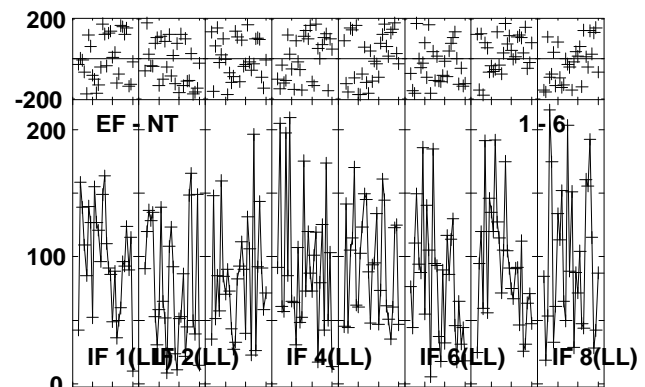 200
-200
200
EF - NT
1 - 6
100
IF 1(LL)
IF 2(LL)
IF 4(LL)
IF 6(LL)
IF 8(LL)
0